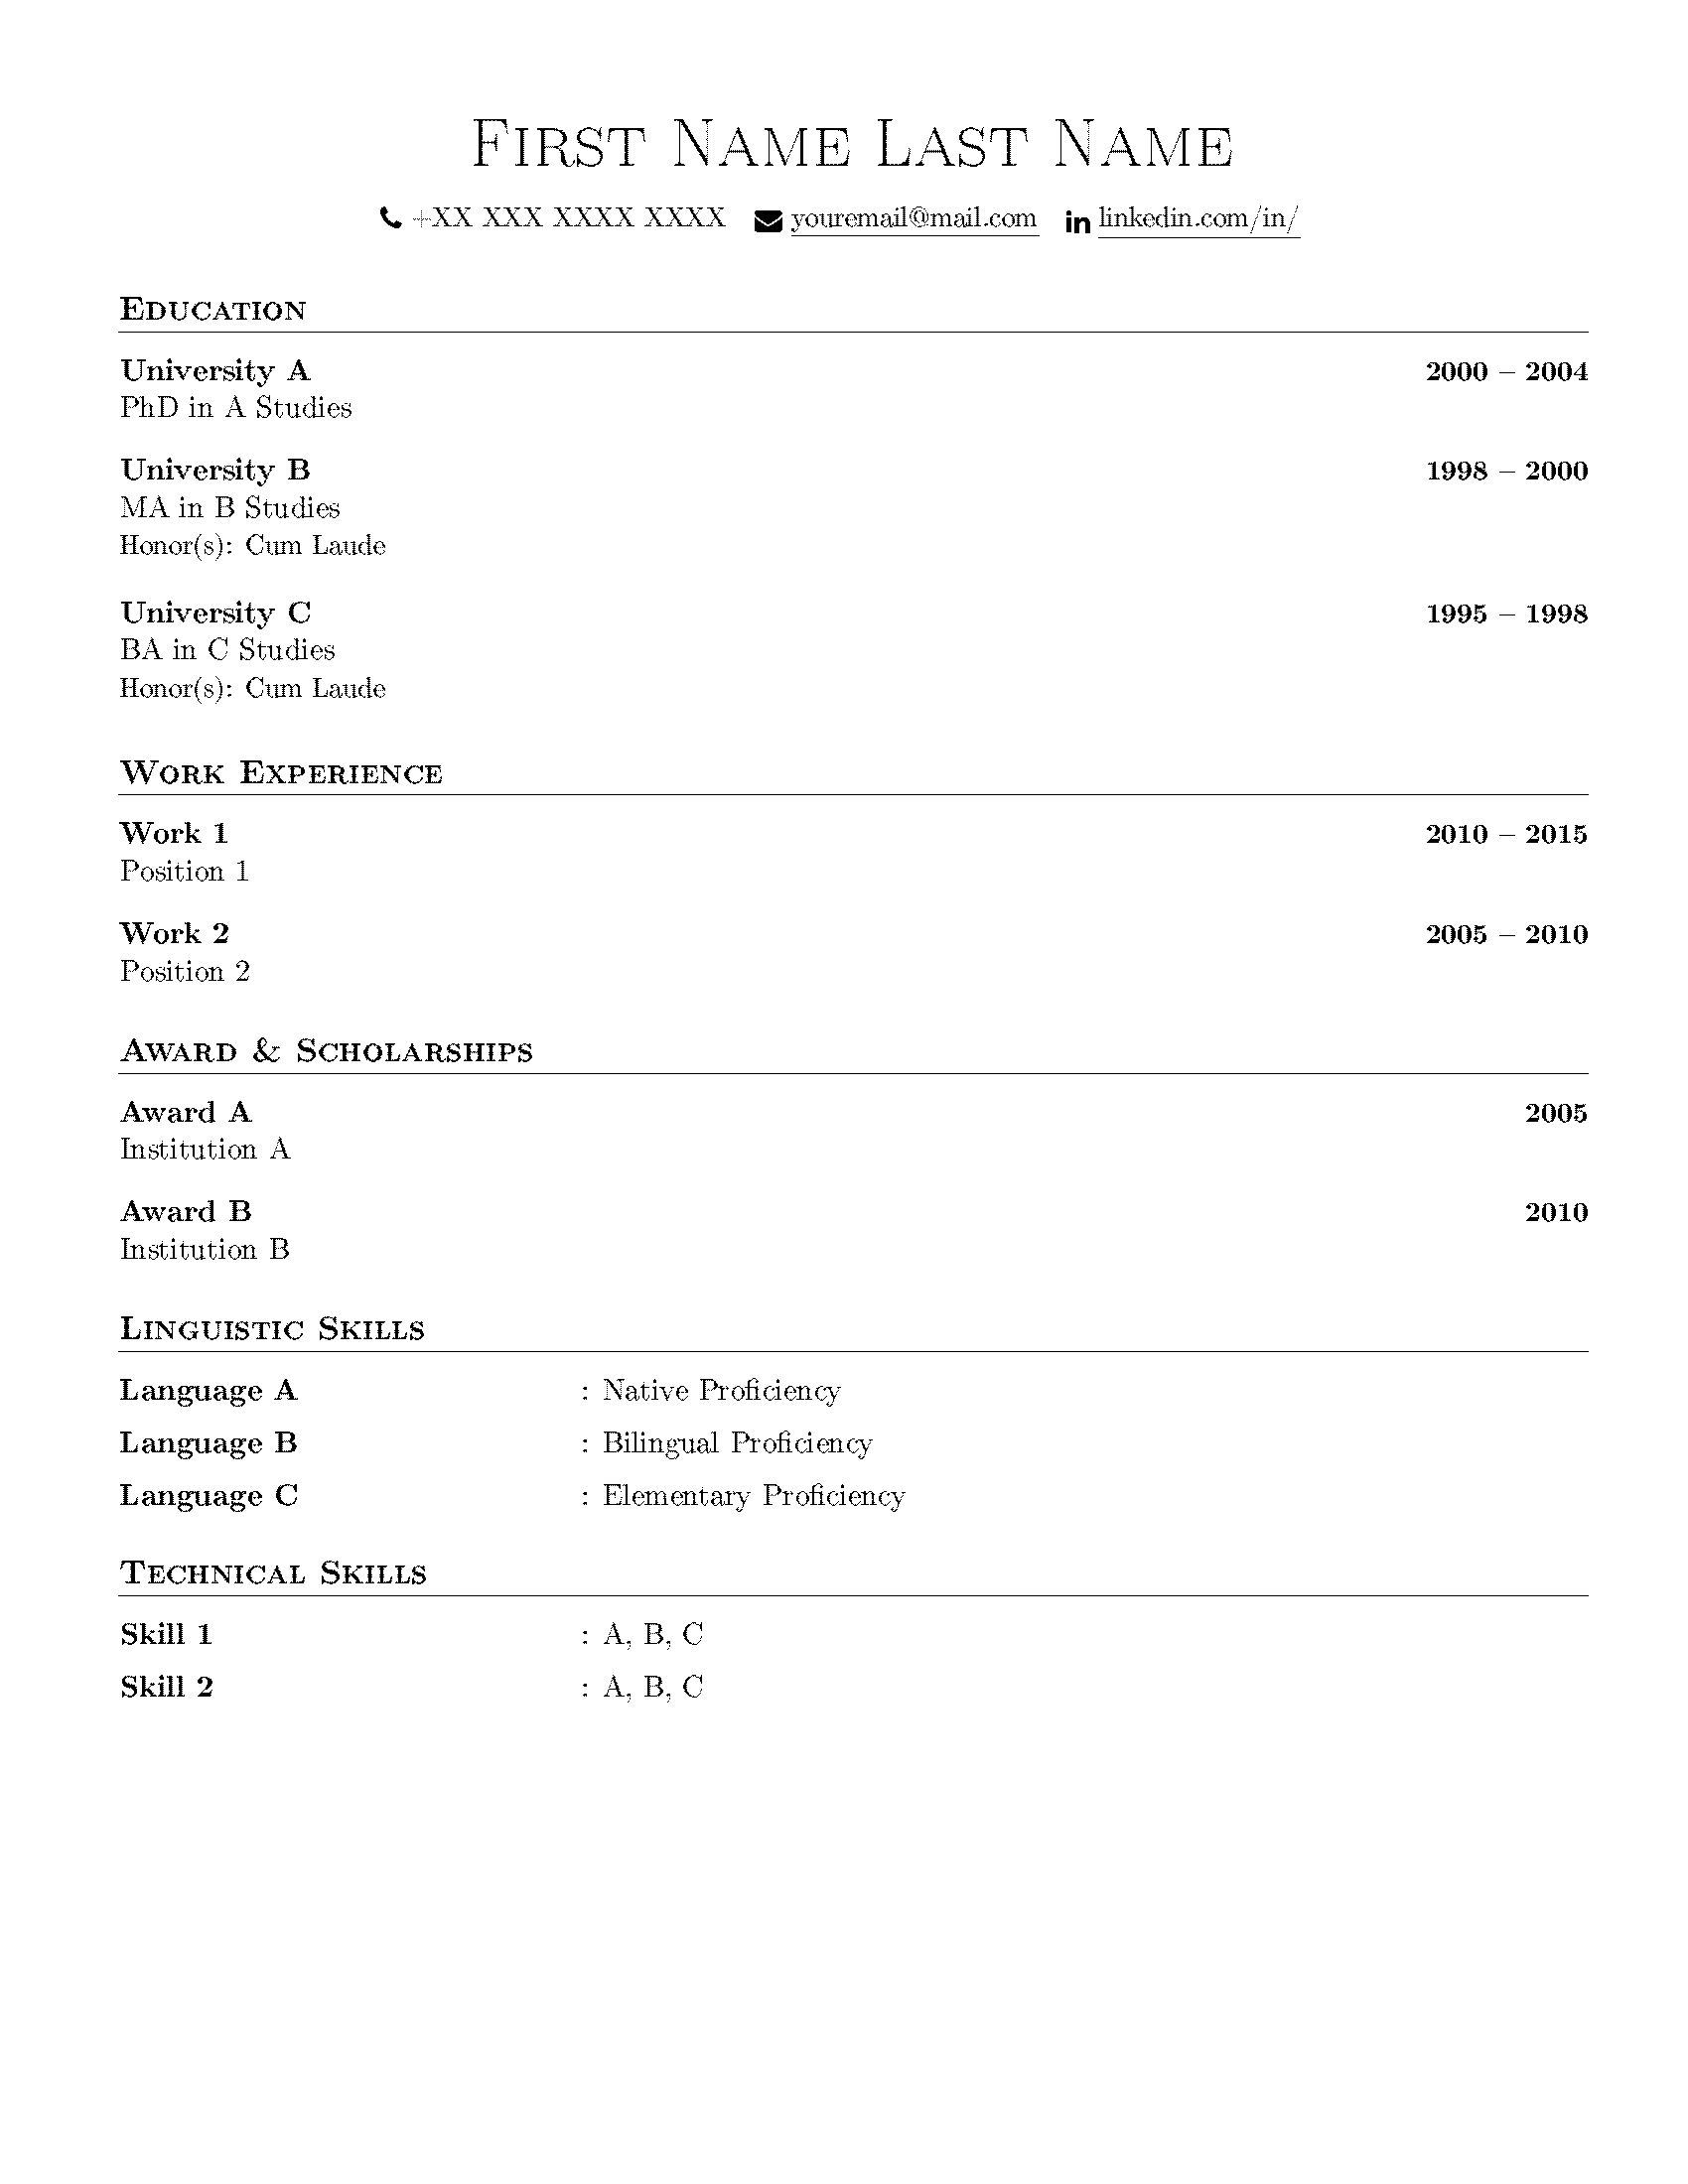 First Name Last Name
+XX XXX XXXX XXXX youremail@mail.com linkedin.com/in/
Education
University A 2000 – 2004
PhD in A Studies
University B 1998 – 2000
MA in B Studies
Honor(s): Cum Laude
University C 1995 – 1998
BA in C Studies
Honor(s): Cum Laude
Work Experience
Work 1 2010 – 2015
Position 1
Work 2 2005 – 2010
Position 2
Award & Scholarships
Award A 2005
Institution A
Award B 2010
Institution B
Linguistic Skills
Language A : Native Proficiency
Language B : Bilingual Proficiency
Language C : Elementary Proficiency
Technical Skills
Skill 1 : A, B, C
Skill 2 : A, B, C